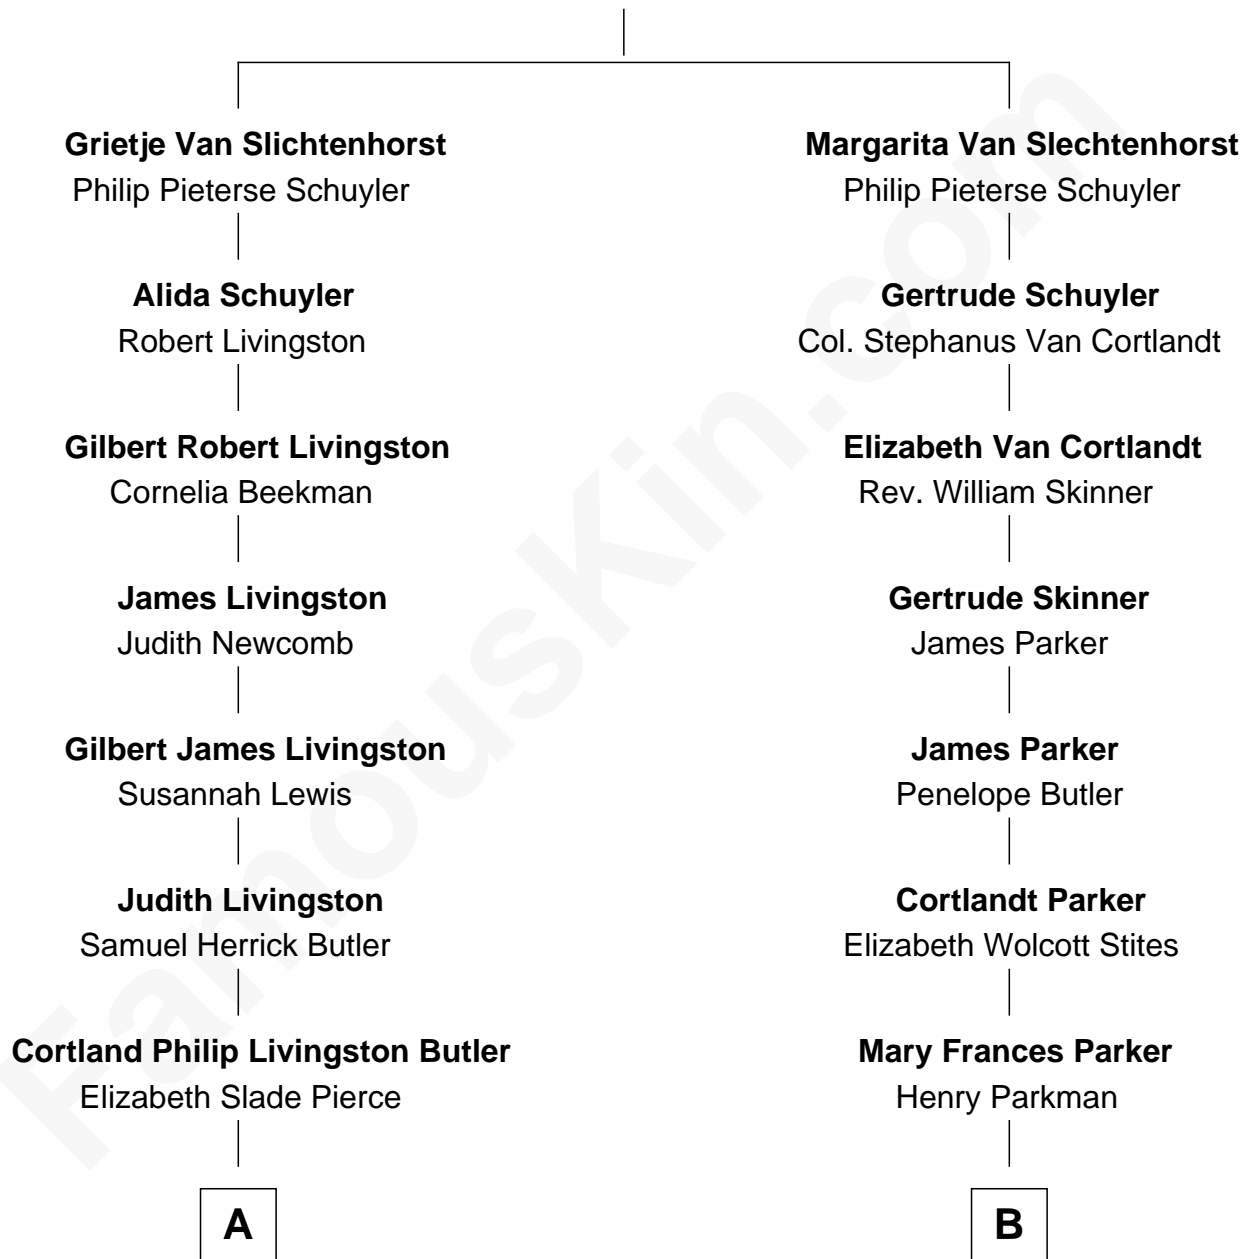 Grietje Van Slichtenhorst
Philip Pieterse Schuyler
Alida Schuyler
Robert Livingston
Gilbert Robert Livingston
Cornelia Beekman
James Livingston
Judith Newcomb
Gilbert James Livingston
Susannah Lewis
Judith Livingston
Samuel Herrick Butler
Cortland Philip Livingston Butler
Elizabeth Slade Pierce
A
Margarita Van Slechtenhorst
Philip Pieterse Schuyler
Gertrude Schuyler
Col. Stephanus Van Cortlandt
Elizabeth Van Cortlandt
Rev. William Skinner
Gertrude Skinner
James Parker
James Parker
Penelope Butler
Cortlandt Parker
Elizabeth Wolcott Stites
Mary Frances Parker
Henry Parkman
B
FamousKin.com